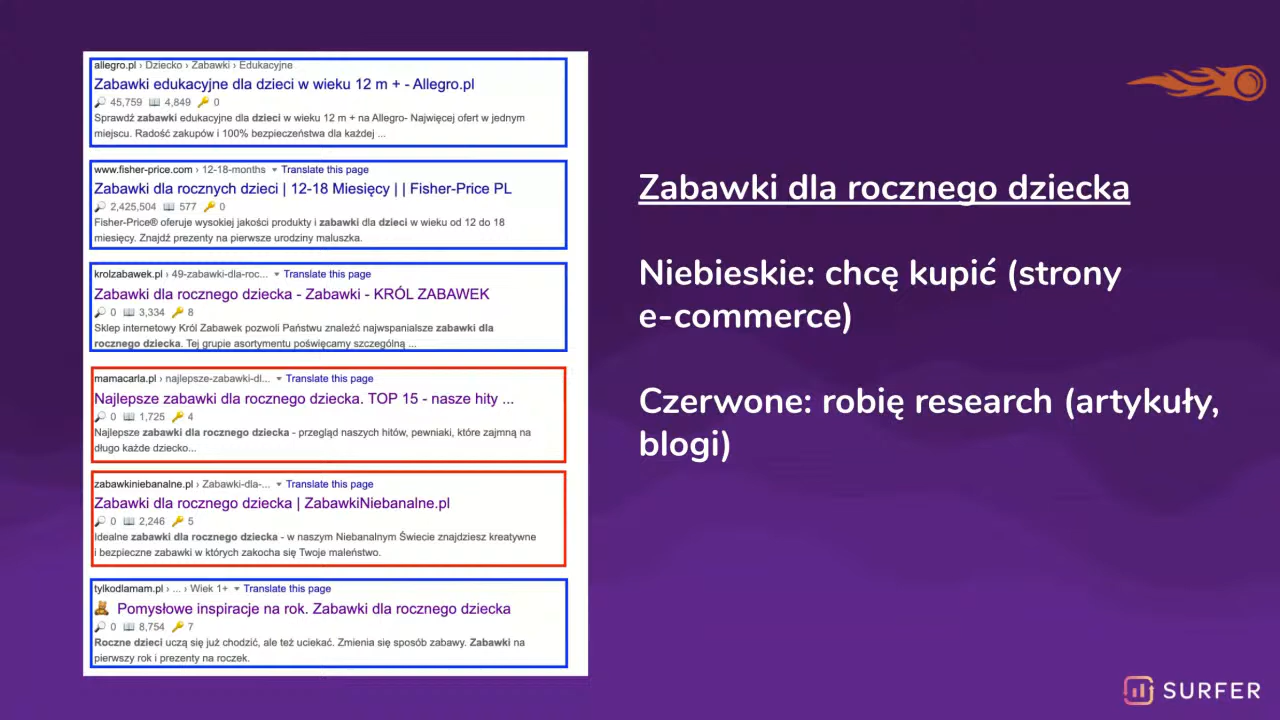 allegro.pl › Dziecko › Zabawki › Edukacyjne
Zabawki edukacyjne dla dzieci w wieku 12 m + - Allegro.pl
45,759 4,849 0
Sprawdź zabawki edukacyjne dla dzieci w wieku 12 m + na Allegro- Najwięcej ofert w jednym
miejscu. Radość zakupów i 100% bezpieczeństwa dla każdej ...
www.fisher-price.com › 12-18-months ▼ Translate this page
Zabawki dla rocznych dzieci | 12-18 Miesięcy | | Fisher-Price PL
2,425,504 577 0
Fisher-Price® oferuje wysokiej jakości produkty i zabawki dla dzieci w wieku od 12 do 18
miesięcy. Znajdź prezenty na pierwsze urodziny maluszka.
krolzabawek.pl › 49-zabawki-dla-roc... ▼ Translate this page
Zabawki dla rocznego dziecka - Zabawki - KRÓL ZABAWEK
0 3,334 8
Sklep internetowy Król Zabawek pozwoli Państwu znaleźć najwspanialsze zabawki dla
rocznego dziecka. Tej grupie asortymentu poświęcamy szczególną ...
mamacarla.pl › najlepsze-zabawki-dl... ▼ Translate this page
Najlepsze zabawki dla rocznego dziecka. TOP 15 - nasze hity ...
0 1,725 4
Najlepsze zabawki dla rocznego dziecka - przegląd naszych hitów, pewniaki, które zajmną na
długo każde dziecko...
zabawkiniebanalne.pl › Zabawki-dla-... ▼ Translate this page
Zabawki dla rocznego dziecka | ZabawkiNiebanalne.pl
0 2,246 5
Idealne zabawki dla rocznego dziecka - w naszym Niebanalnym Świecie znajdziesz kreatywne
i bezpieczne zabawki w których zakocha się Twoje maleństwo.
tylkodlamam.pl › ... › Wiek 1+ ▼ Translate this page
Pomysłowe inspiracje na rok. Zabawki dla rocznego dziecka
0 8,754 7
Roczne dzieci uczą się już chodzić, ale też uciekać. Zmienia się sposób zabawy. Zabawki na
pierwszy rok i prezenty na roczek.
Zabawki dla rocznego dziecka
Niebieskie: chcę kupić (strony
e-commerce)
Czerwone: robię research (artykuły,
blogi)
SURFER